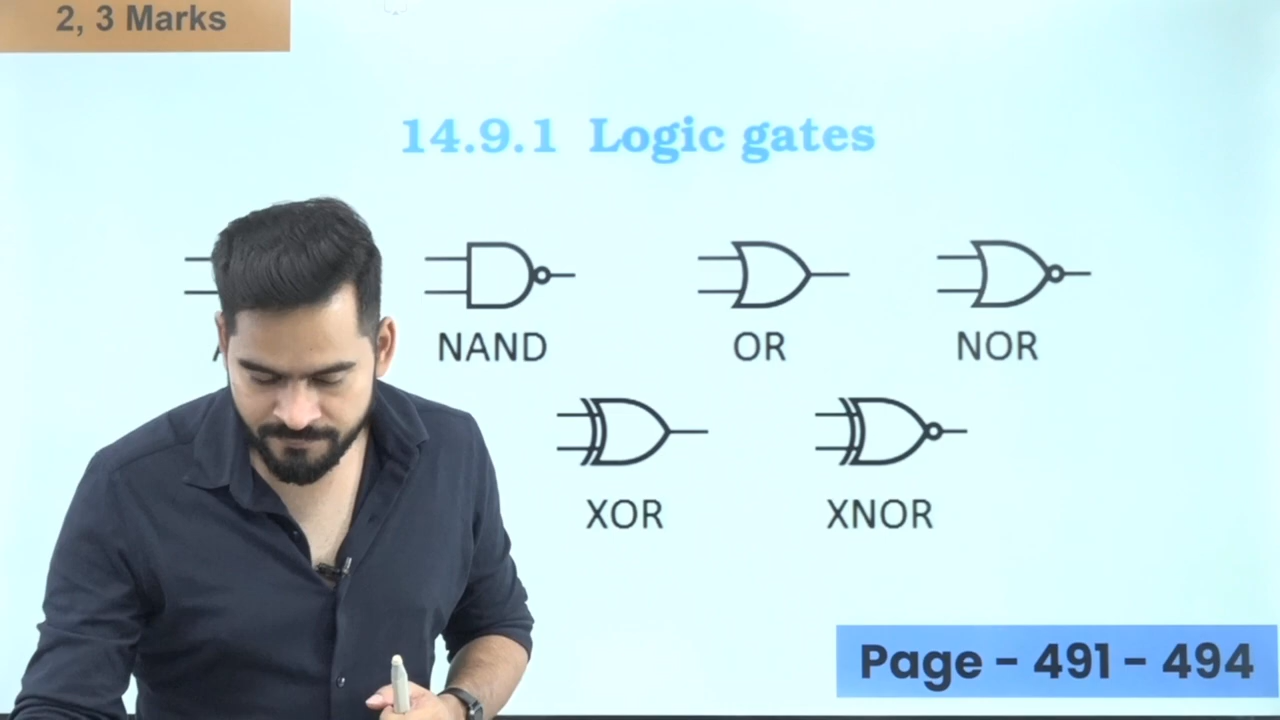 2, 3 Marks
14.9.1 Logic gates
NAND OR NOR
XOR XNOR
Page - 491 - 494